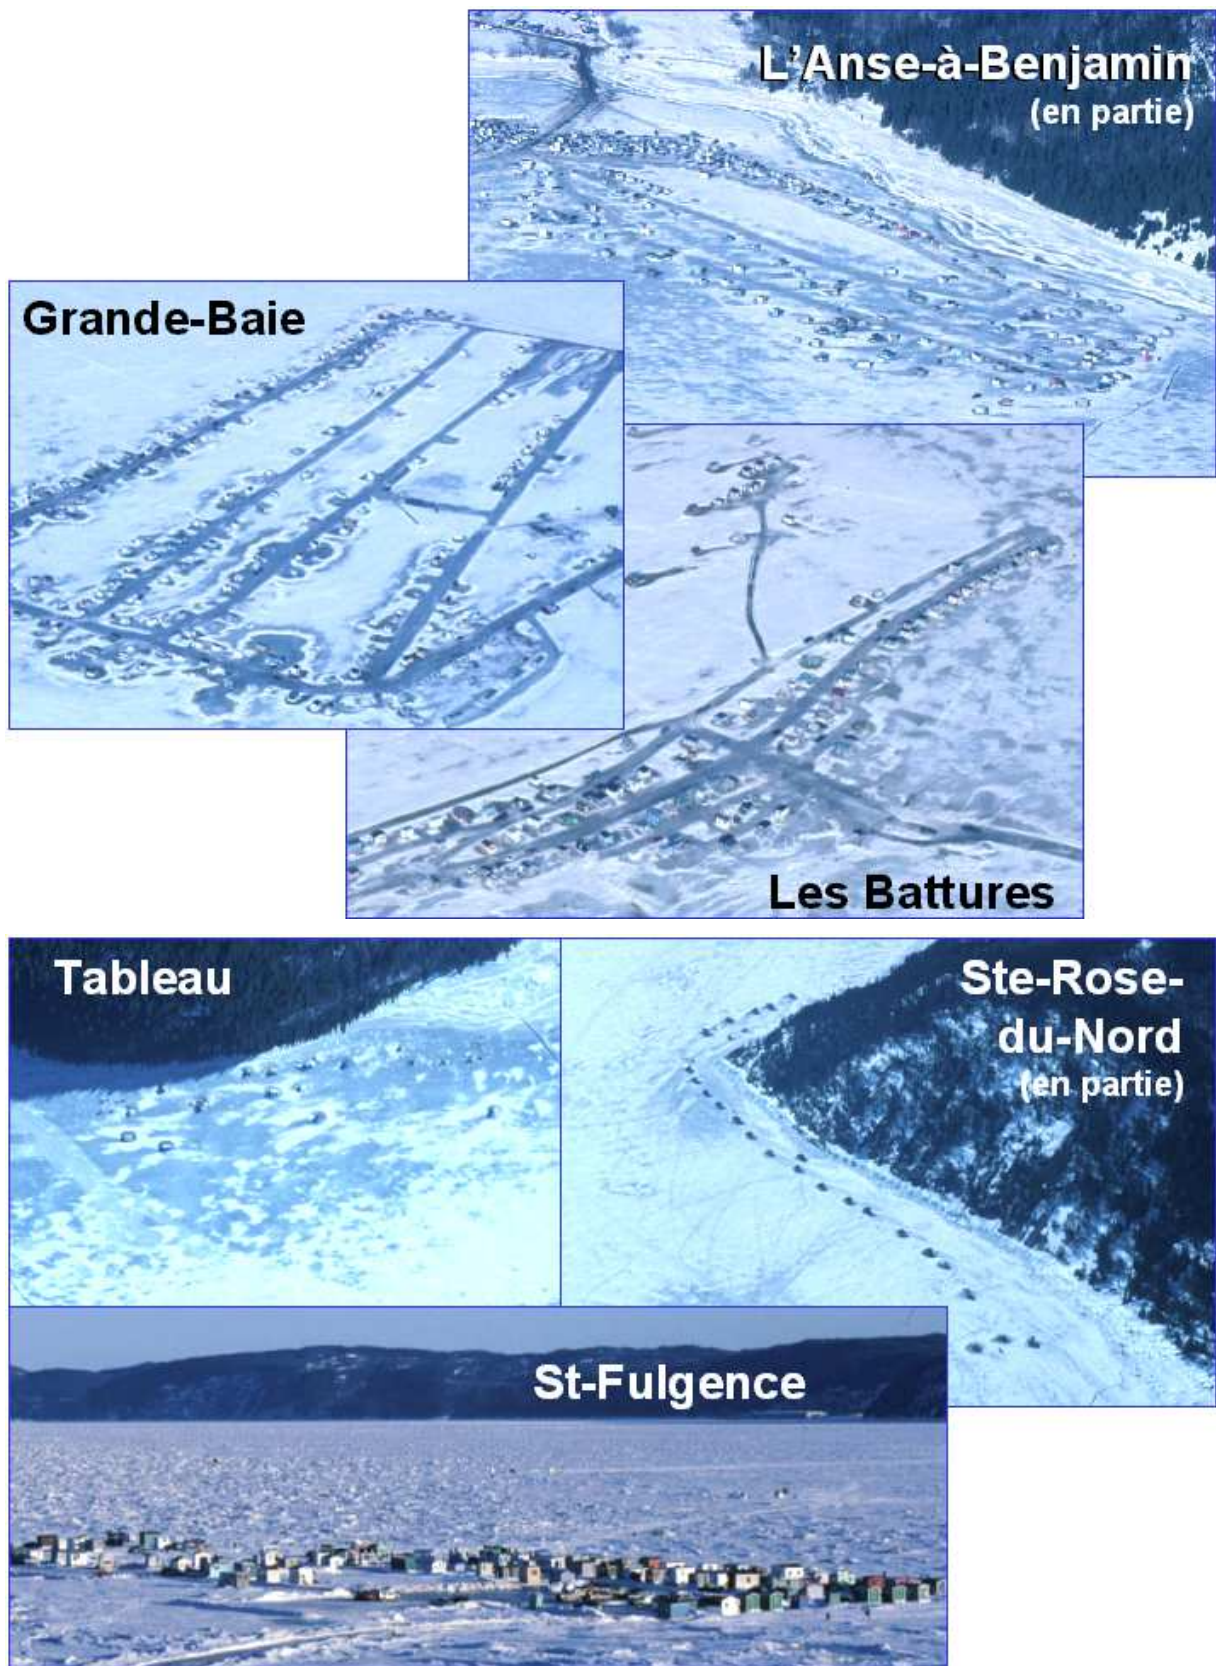 L'Anse-à-Benjamin
(en partie)
Grande-Baie
Les Battures
Tableau
Ste-Rose-
du-Nord
(en partie)
St-Fulgence